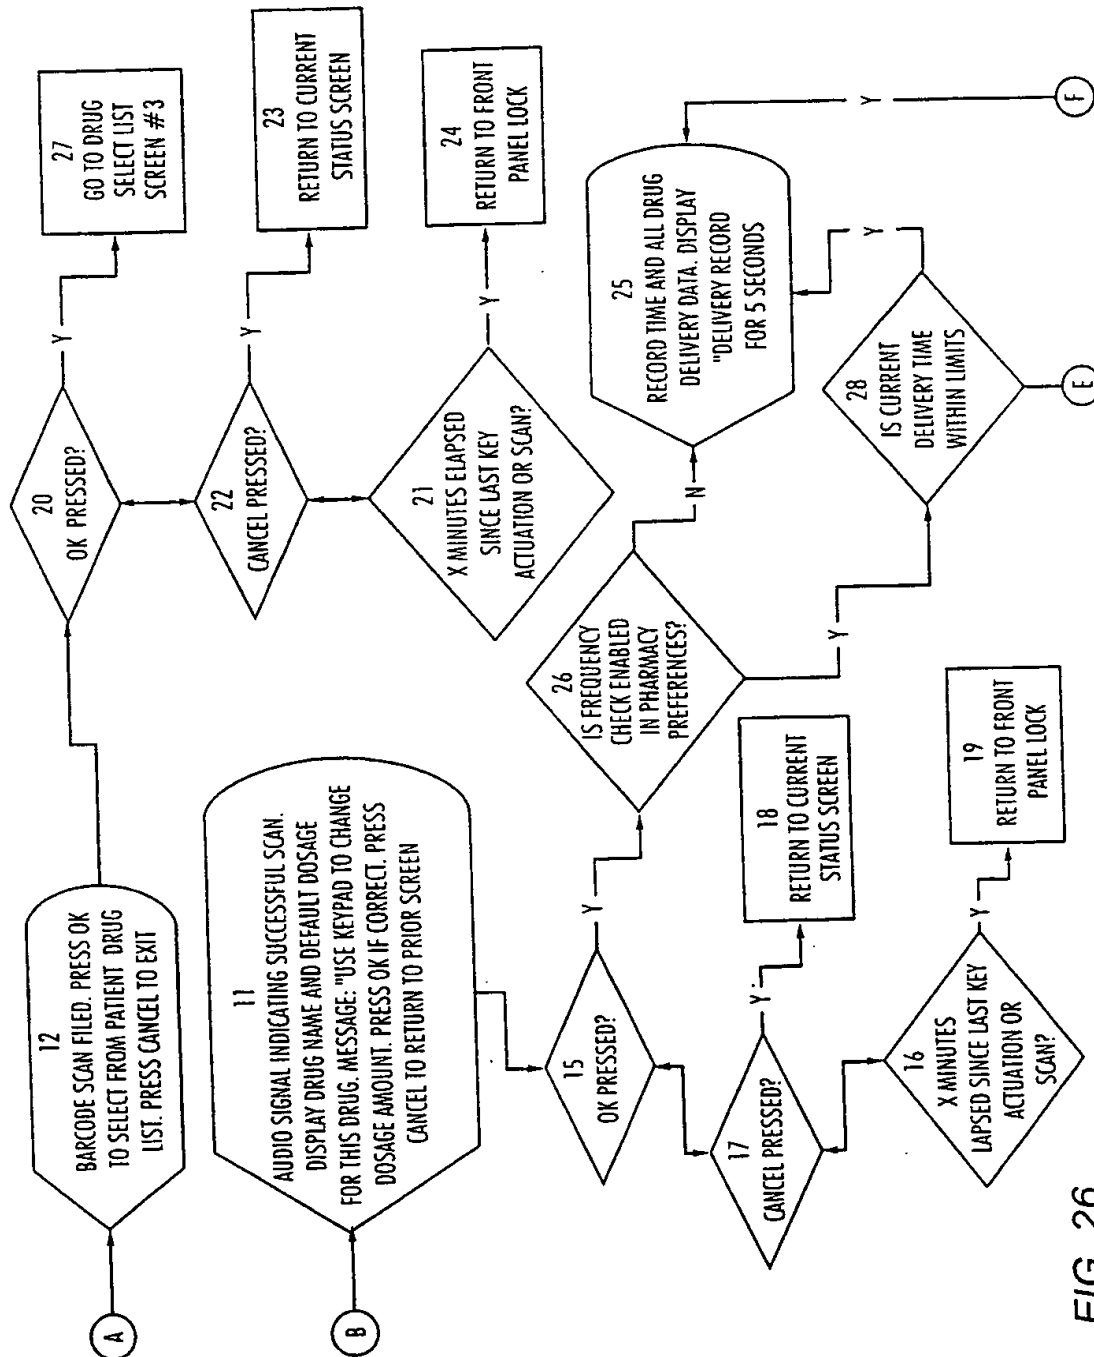 A
12
BARCODE SCAN FILED. PRESS OK
TO SELECT FROM PATIENT DRUG
LIST. PRESS CANCEL TO EXIT
20
OK PRESSED?
Y
27
GO TO DRUG
SELECT LIST
SCREEN #3
22
CANCEL PRESSED?
Y
23
RETURN TO CURRENT
STATUS SCREEN
21
X MINUTES ELAPSED
SINCE LAST KEY
ACTUATION OR SCAN?
Y
24
RETURN TO FRONT
PANEL LOCK
B
11
AUDIO SIGNAL INDICATING SUCCESSFUL SCAN.
DISPLAY DRUG NAME AND DEFAULT DOSAGE
FOR THIS DRUG. MESSAGE: "USE KEYPAD TO CHANGE
DOSAGE AMOUNT. PRESS OK IF CORRECT. PRESS
CANCEL TO RETURN TO PRIOR SCREEN
15
OK PRESSED?
Y
26
IS FREQUENCY
CHECK ENABLED
IN PHARMACY
PREFERENCES?
N
Y
25
RECORD TIME AND ALL DRUG
DELIVERY DATA. DISPLAY
"DELIVERY RECORD
FOR 5 SECONDS
Y
F
28
IS CURRENT
DELIVERY TIME
WITHIN LIMITS
Y
E
17
CANCEL PRESSED?
Y
18
RETURN TO CURRENT
STATUS SCREEN
16
X MINUTES
LAPSED SINCE LAST KEY
ACTUATION OR
SCAN?
Y
19
RETURN TO FRONT
PANEL LOCK
FIG. 26